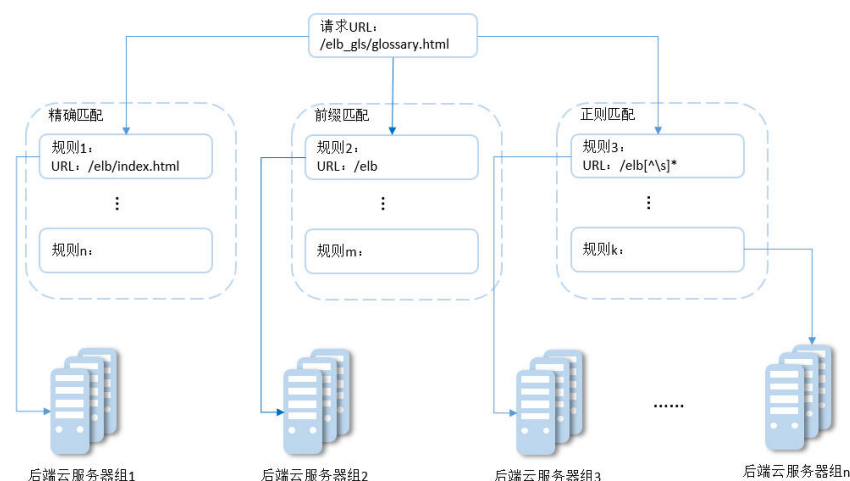 请求URL：
/elb_gls/glossary.html
精确匹配
规则1：
URL：/elb/index.html
⋮
规则n：
前缀匹配
规则2：
URL：/elb
⋮
规则m：
正则匹配
规则3：
URL：/elb[^\s]*
⋮
规则k：
……
后端云服务器组1
后端云服务器组2
后端云服务器组3
后端云服务器组n